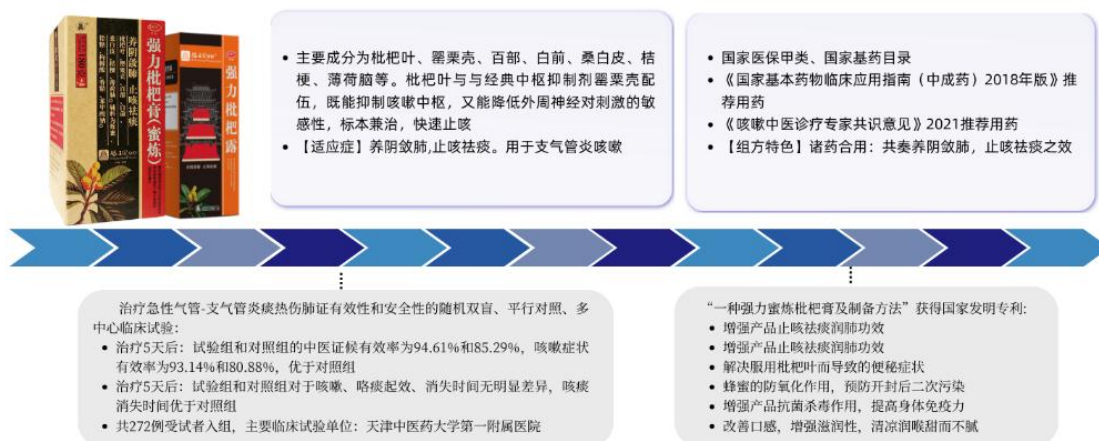 强力枇杷膏(蜜炼)
养阴敛肺 止咳祛痰
强力枇杷露
• 主要成分为枇杷叶、罂粟壳、百部、白前、桑白皮、桔
梗、薄荷脑等。枇杷叶与与经典中枢抑制剂罂粟壳配
伍，既能抑制咳嗽中枢，又能降低外周神经对刺激的敏
感性，标本兼治，快速止咳
• 【适应症】养阴敛肺,止咳祛痰。用于支气管炎咳嗽
• 国家医保甲类、国家基药目录
• 《国家基本药物临床应用指南（中成药）2018年版》推
荐用药
• 《咳嗽中医诊疗专家共识意见》2021推荐用药
• 【组方特色】诸药合用：共奏养阴敛肺，止咳祛痰之效
治疗急性气管-支气管炎痰热伤肺证有效性和安全性的随机双盲、平行对照、多
中心临床试验:
• 治疗5天后：试验组和对照组的中医证候有效率为94.61%和85.29%，咳嗽症状
有效率为93.14%和80.88%，优于对照组
• 治疗5天后：试验组和对照组对于咳嗽、咯痰起效、消失时间无明显差异，咳痰
消失时间优于对照组
• 共272例受试者入组，主要临床试验单位：天津中医药大学第一附属医院
“一种强力蜜炼枇杷膏及制备方法”获得国家发明专利:
• 增强产品止咳祛痰润肺功效
• 增强产品止咳祛痰润肺功效
• 解决服用枇杷叶而导致的便秘症状
• 蜂蜜的防氧化作用，预防开封后二次污染
• 增强产品抗菌杀毒作用，提高身体免疫力
• 改善口感，增强滋润性，清凉润喉甜而不腻